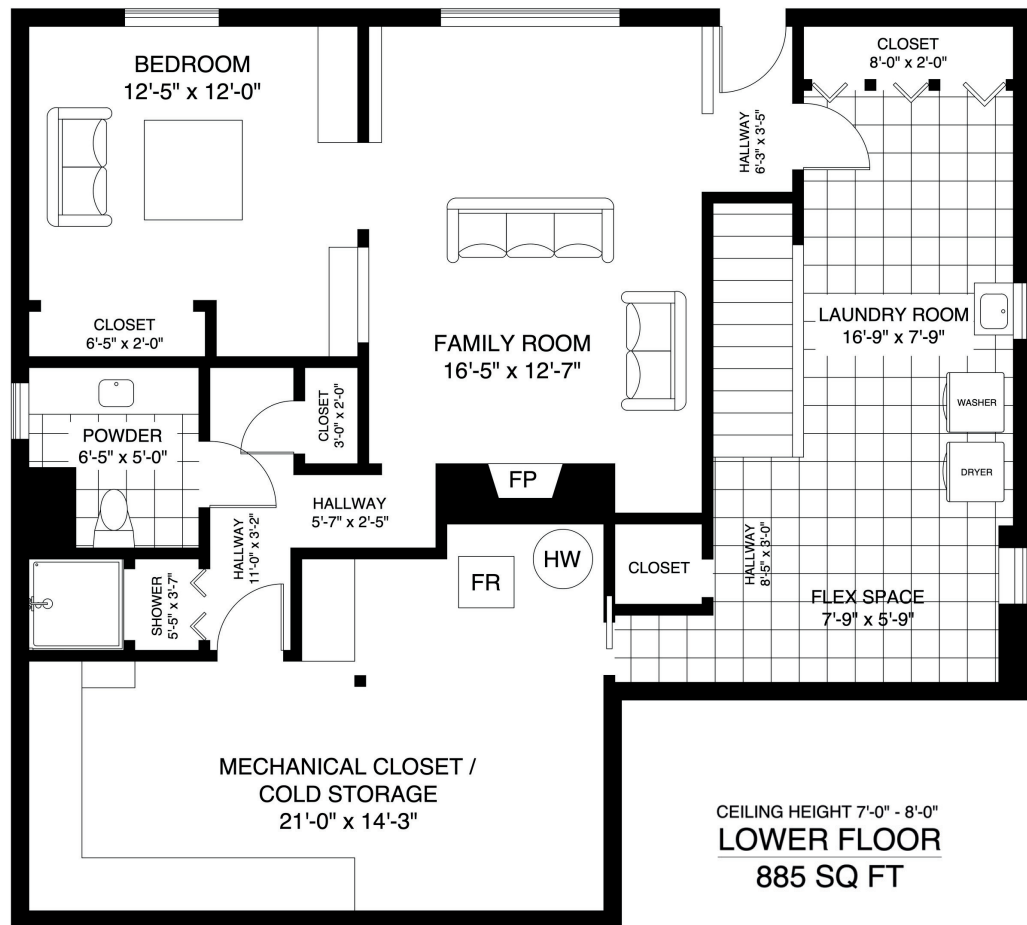 BEDROOM
12'-5" x 12'-0"
CLOSET
8'-0" x 2'-0"
HALLWAY
6'-3" x 3'-5"
CLOSET
6'-5" x 2'-0"
FAMILY ROOM
16'-5" x 12'-7"
LAUNDRY ROOM
16'-9" x 7'-9"
WASHER
DRYER
POWDER
6'-5" x 5'-0"
CLOSET
3'-0" x 2'-0"
HALLWAY
5'-7" x 2'-5"
HALLWAY
11'-0" x 3'-2"
FP
FR
HW
CLOSET
HALLWAY
8'-5" x 3'-0"
FLEX SPACE
7'-9" x 5'-9"
SHOWER
5'-5" x 3'-7"
MECHANICAL CLOSET /
COLD STORAGE
21'-0" x 14'-3"
CEILING HEIGHT 7'-0" - 8'-0"
LOWER FLOOR
885 SQ FT